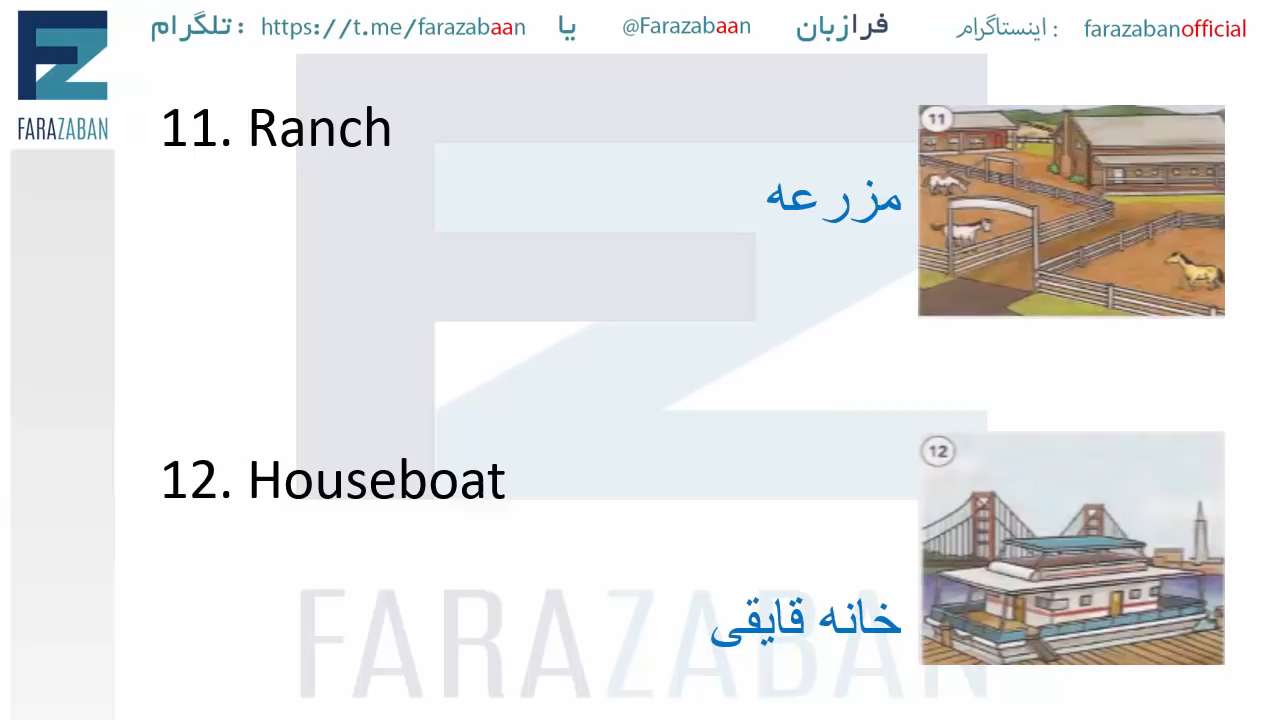 تلگرام : https://t.me/farazabaan یا @Farazabaan فرازبان اینستاگرام : farazabanofficial
FZ
FARAZABAN
11. Ranch
11
مزرعه
12. Houseboat
12
خانه قایقی
FARAZABAN